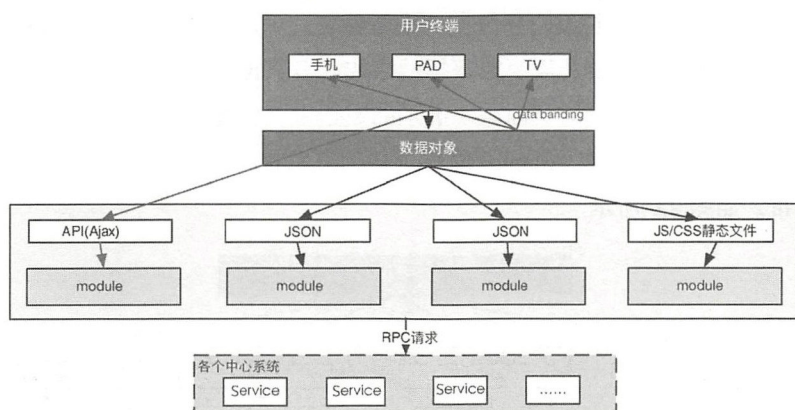 用户终端
手机
PAD
TV
data banding
数据对象
API(Ajax)
JSON
JSON
JS/CSS静态文件
module
module
module
module
RPC请求
各个中心系统
Service
Service
Service
……